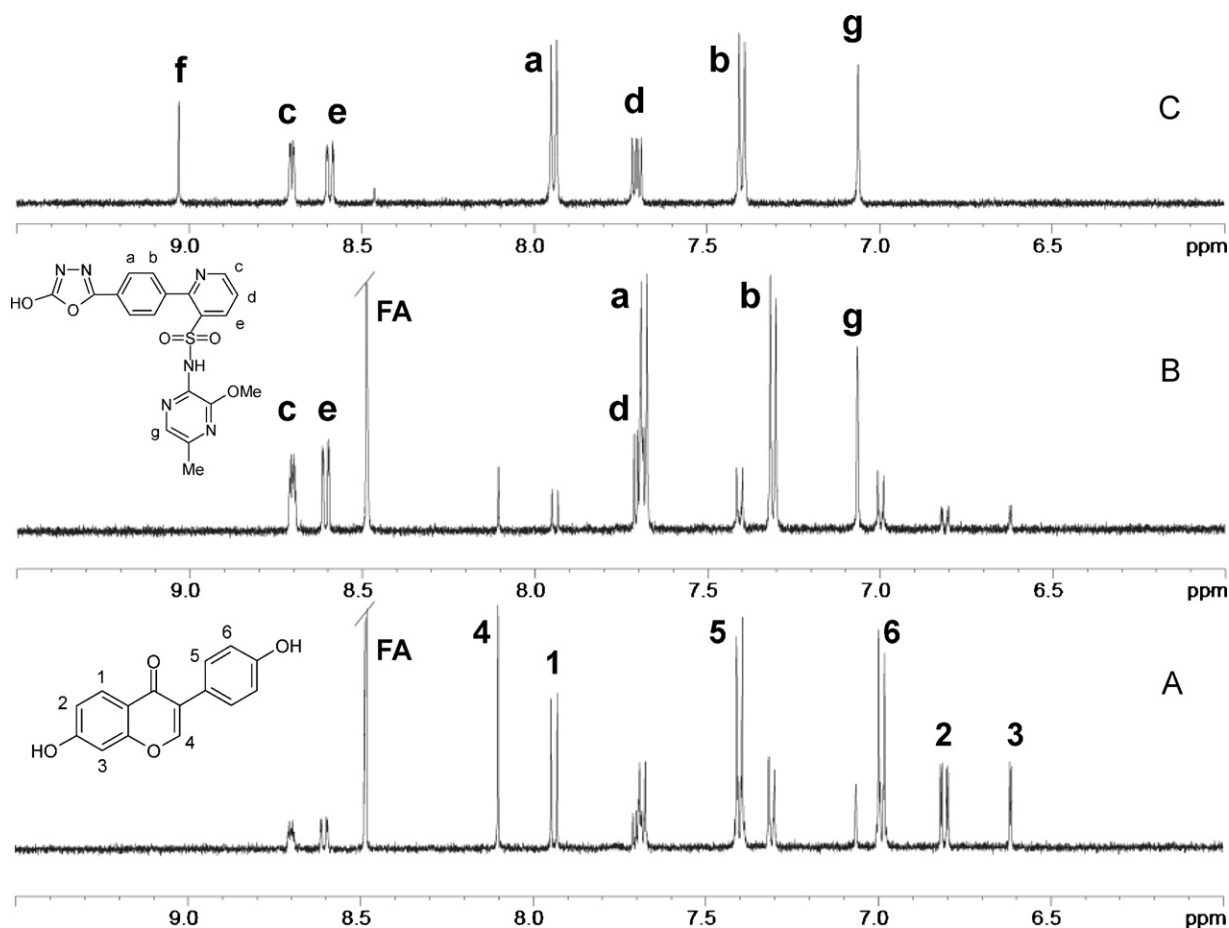 f c e a d b g C
9.0 8.5 8.0 7.5 7.0 6.5 ppm
N N a b N c
HO O d
e
O S O
NH
N OMe
g N
Me
c e FA d a b g B
9.0 8.5 8.0 7.5 7.0 6.5 ppm
6 OH
1 O 5
2
HO 3 O 4
FA 4 1 5 6 2 3 A
9.0 8.5 8.0 7.5 7.0 6.5 ppm